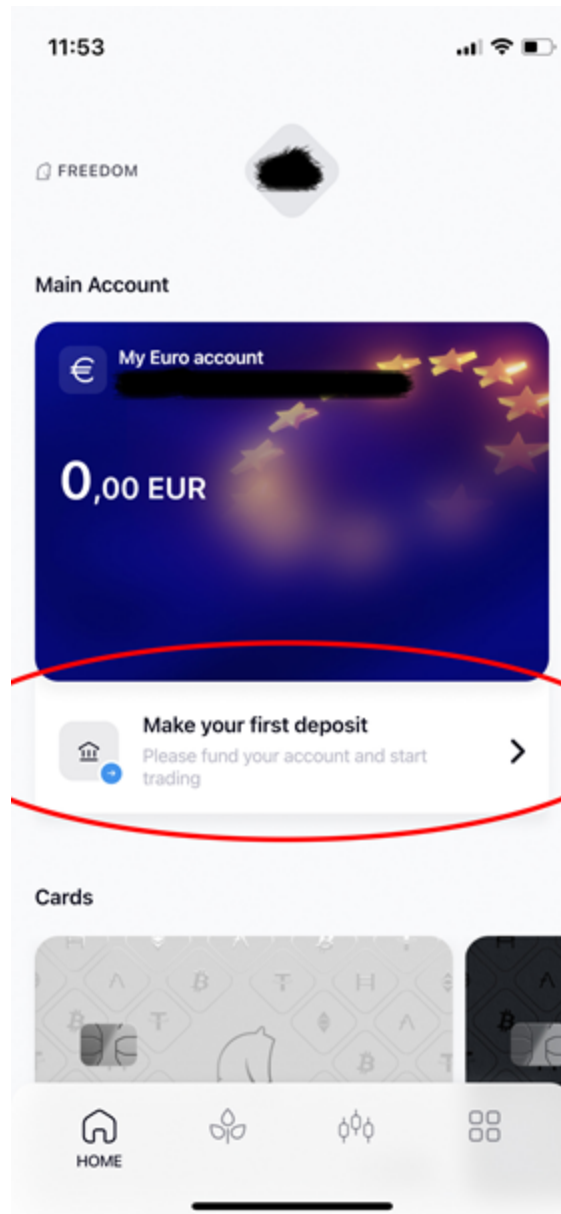 11:53
FREEDOM
Main Account
€ My Euro account
0,00 EUR
Make your first deposit
Please fund your account and start
trading
Cards
HOME